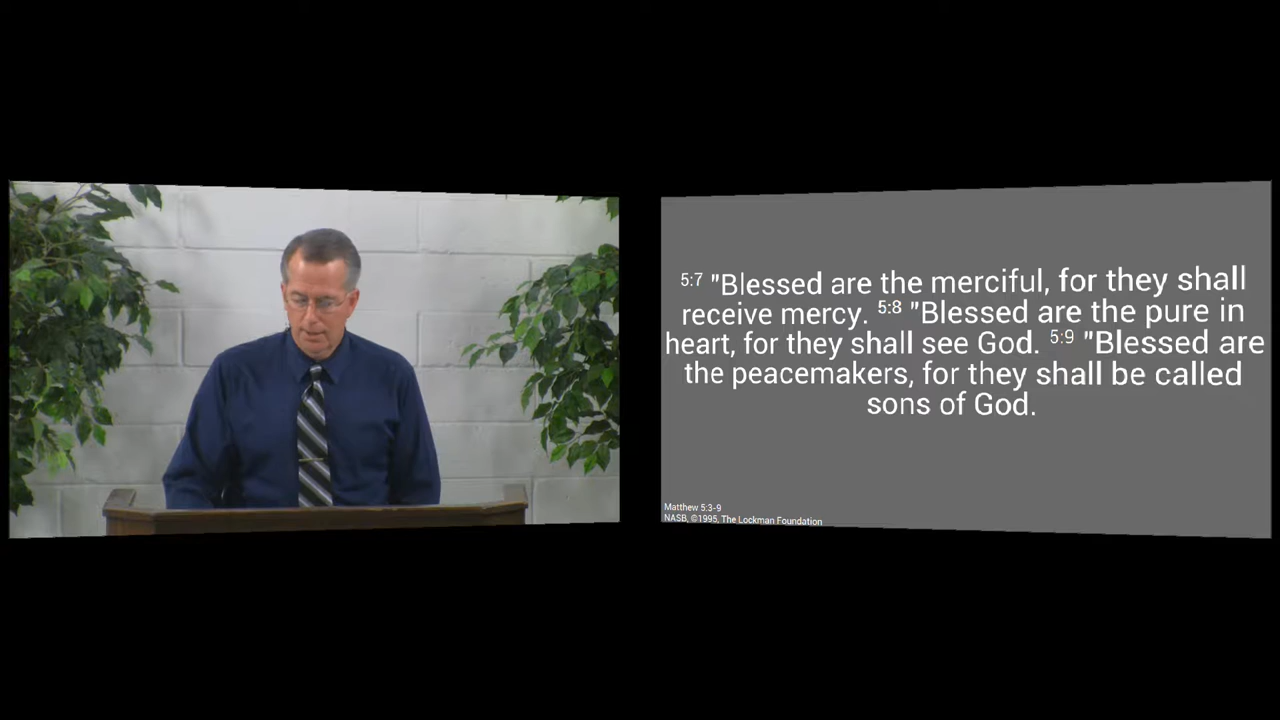 5:7 "Blessed are the merciful, for they shall
receive mercy. 5:8 "Blessed are the pure in
heart, for they shall see God. 5:9 "Blessed are
the peacemakers, for they shall be called
sons of God.
Matthew 5:3-9
NASB, ©1995, The Lockman Foundation